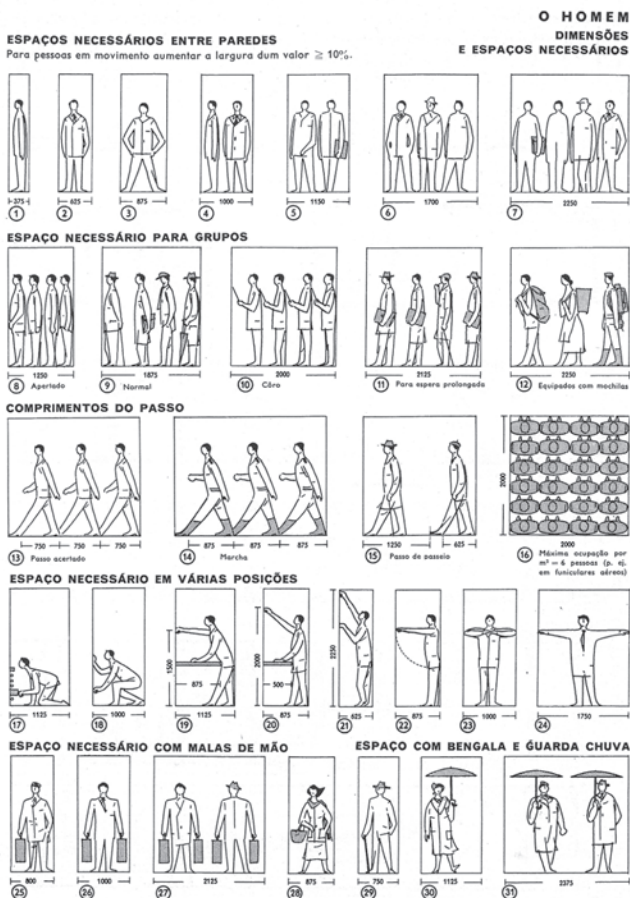 O HOMEM
DIMENSÕES
E ESPAÇOS NECESSÁRIOS
ESPAÇOS NECESSÁRIOS ENTRE PAREDES
Para pessoas em movimento aumentar a largura dum valor ≧ 10%.
375 625 875 1000 1150 1700 2250
1 2 3 4 5 6 7
ESPAÇO NECESSÁRIO PARA GRUPOS
1250 1875 2000 2125 2250
8 Apertado 9 Normal 10 Côro 11 Para espera prolongada 12 Equipados com mochilas
COMPRIMENTOS DO PASSO
750 750 750 875 875 875 1250 625 2000 2000
13 Passo acertado 14 Marcha 15 Passo de passeio 16 Máxima ocupação por
m² = 6 pessoas (p. ej.
em funiculares aéreos)
ESPAÇO NECESSÁRIO EM VÁRIAS POSIÇÕES
1500 875 2000 500 2250
1125 1000 1125 875 625 875 1000 1750
17 18 19 20 21 22 23 24
ESPAÇO NECESSÁRIO COM MALAS DE MÃO
ESPAÇO COM BENGALA E GUARDA CHUVA
800 1000 2125 875 750 1125 2375
25 26 27 28 29 30 31